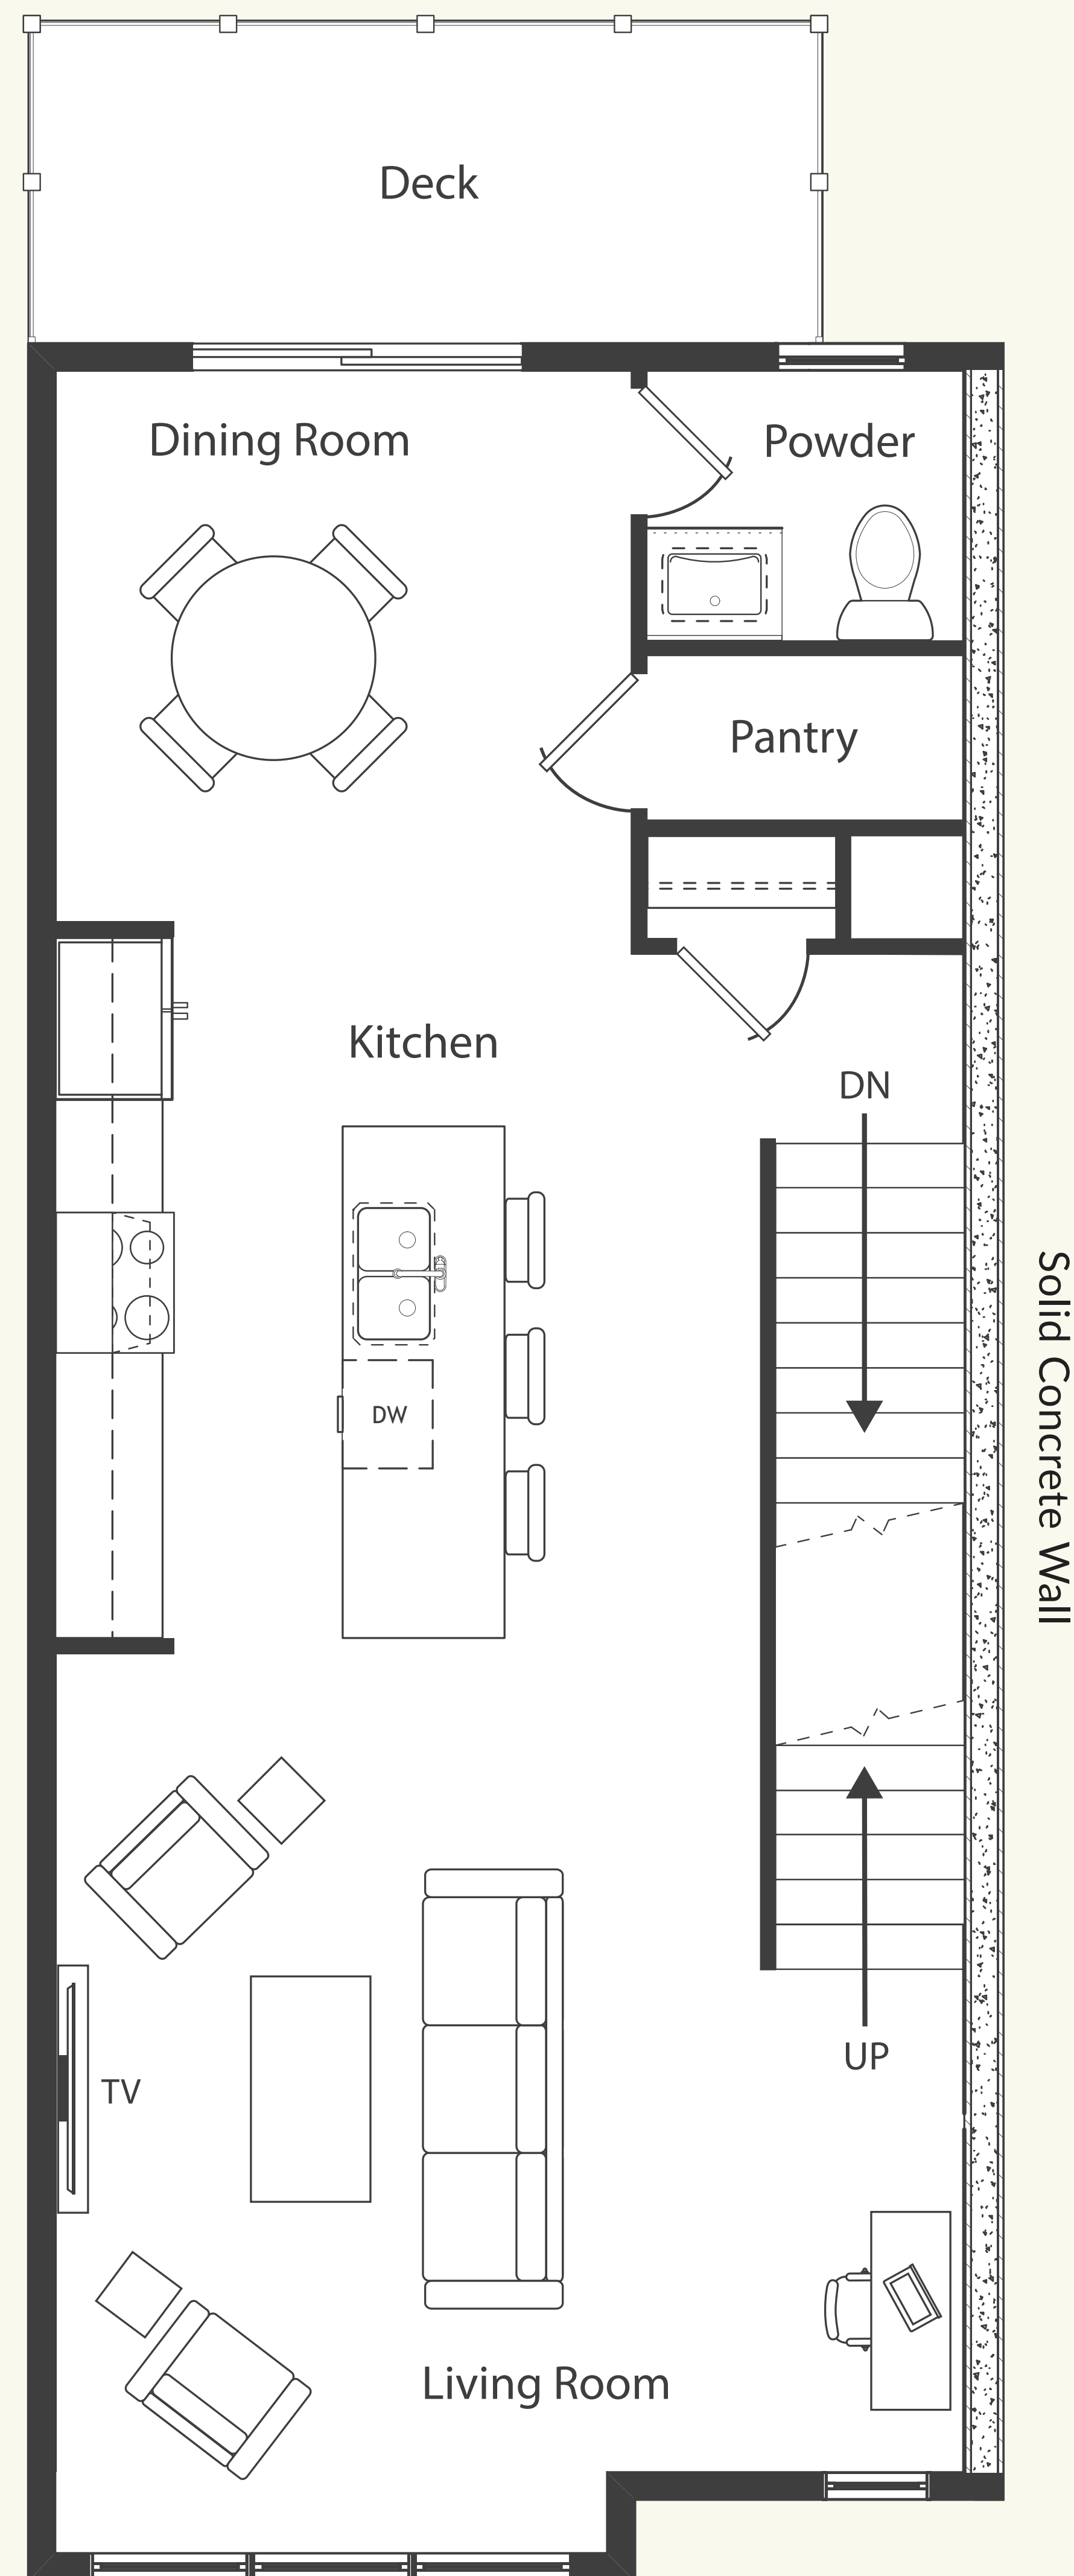 Deck
Dining Room
Powder
Pantry
Kitchen
DN
Solid Concrete Wall
DW
UP
TV
Living Room